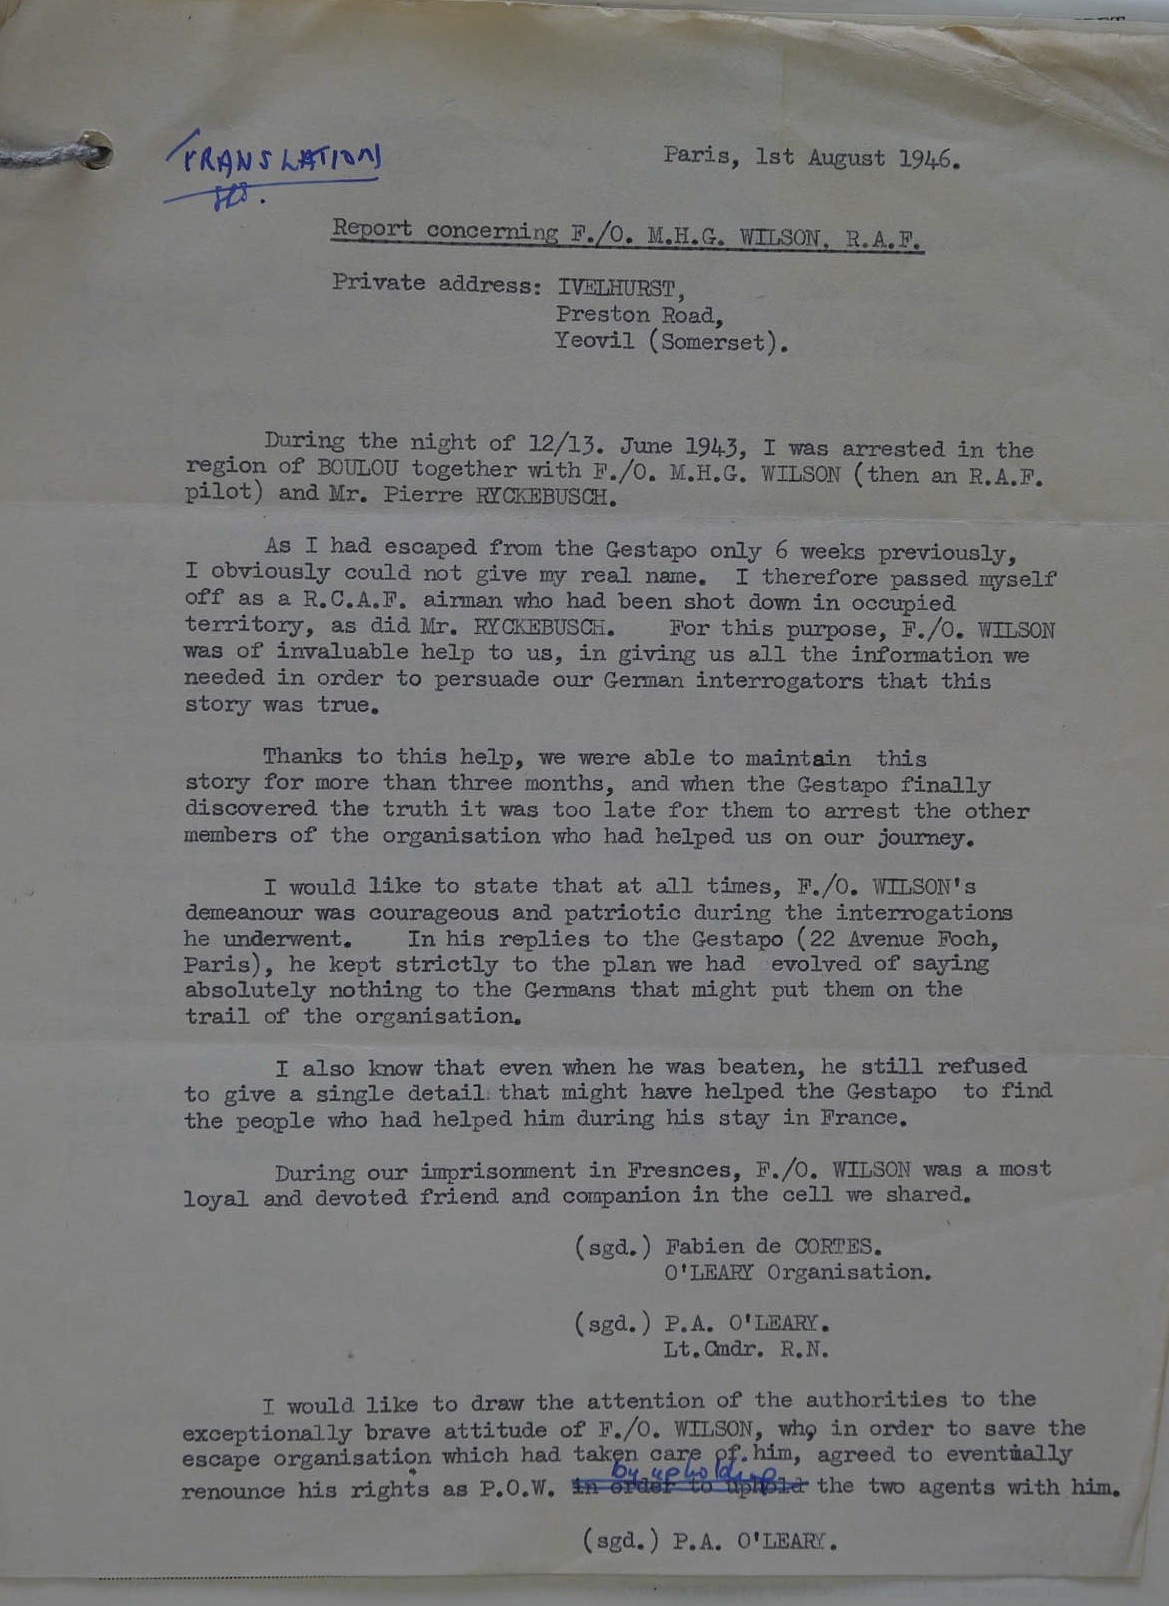 TRANSLATION
Paris, 1st August 1946.
Report concerning F./O. M.H.G. WILSON, R.A.F.
Private address: IVELHURST,
Preston Road,
Yeovil (Somerset).
During the night of 12/13. June 1943, I was arrested in the
region of BOULOU together with F./O. M.H.G. WILSON (then an R.A.F.
pilot) and Mr. Pierre RYCKEBUSCH.
As I had escaped from the Gestapo only 6 weeks previously,
I obviously could not give my real name. I therefore passed myself
off as a R.C.A.F. airman who had been shot down in occupied
territory, as did Mr. RYCKEBUSCH. For this purpose, F./O. WILSON
was of invaluable help to us, in giving us all the information we
needed in order to persuade our German interrogators that this
story was true.
Thanks to this help, we were able to maintain this
story for more than three months, and when the Gestapo finally
discovered the truth it was too late for them to arrest the other
members of the organisation who had helped us on our journey.
I would like to state that at all times, F./O. WILSON's
demeanour was courageous and patriotic during the interrogations
he underwent. In his replies to the Gestapo (22 Avenue Foch,
Paris), he kept strictly to the plan we had evolved of saying
absolutely nothing to the Germans that might put them on the
trail of the organisation.
I also know that even when he was beaten, he still refused
to give a single detail that might have helped the Gestapo to find
the people who had helped him during his stay in France.
During our imprisonment in Fresnces, F./O. WILSON was a most
loyal and devoted friend and companion in the cell we shared.
(sgd.) Fabien de CORTES.
O'LEARY Organisation.
(sgd.) P.A. O'LEARY.
Lt.Cmdr. R.N.
I would like to draw the attention of the authorities to the
exceptionally brave attitude of F./O. WILSON, who in order to save the
escape organisation which had taken care of him, agreed to eventually
by upholding
renounce his rights as P.O.W. in order to uphold the two agents with him.
(sgd.) P.A. O'LEARY.